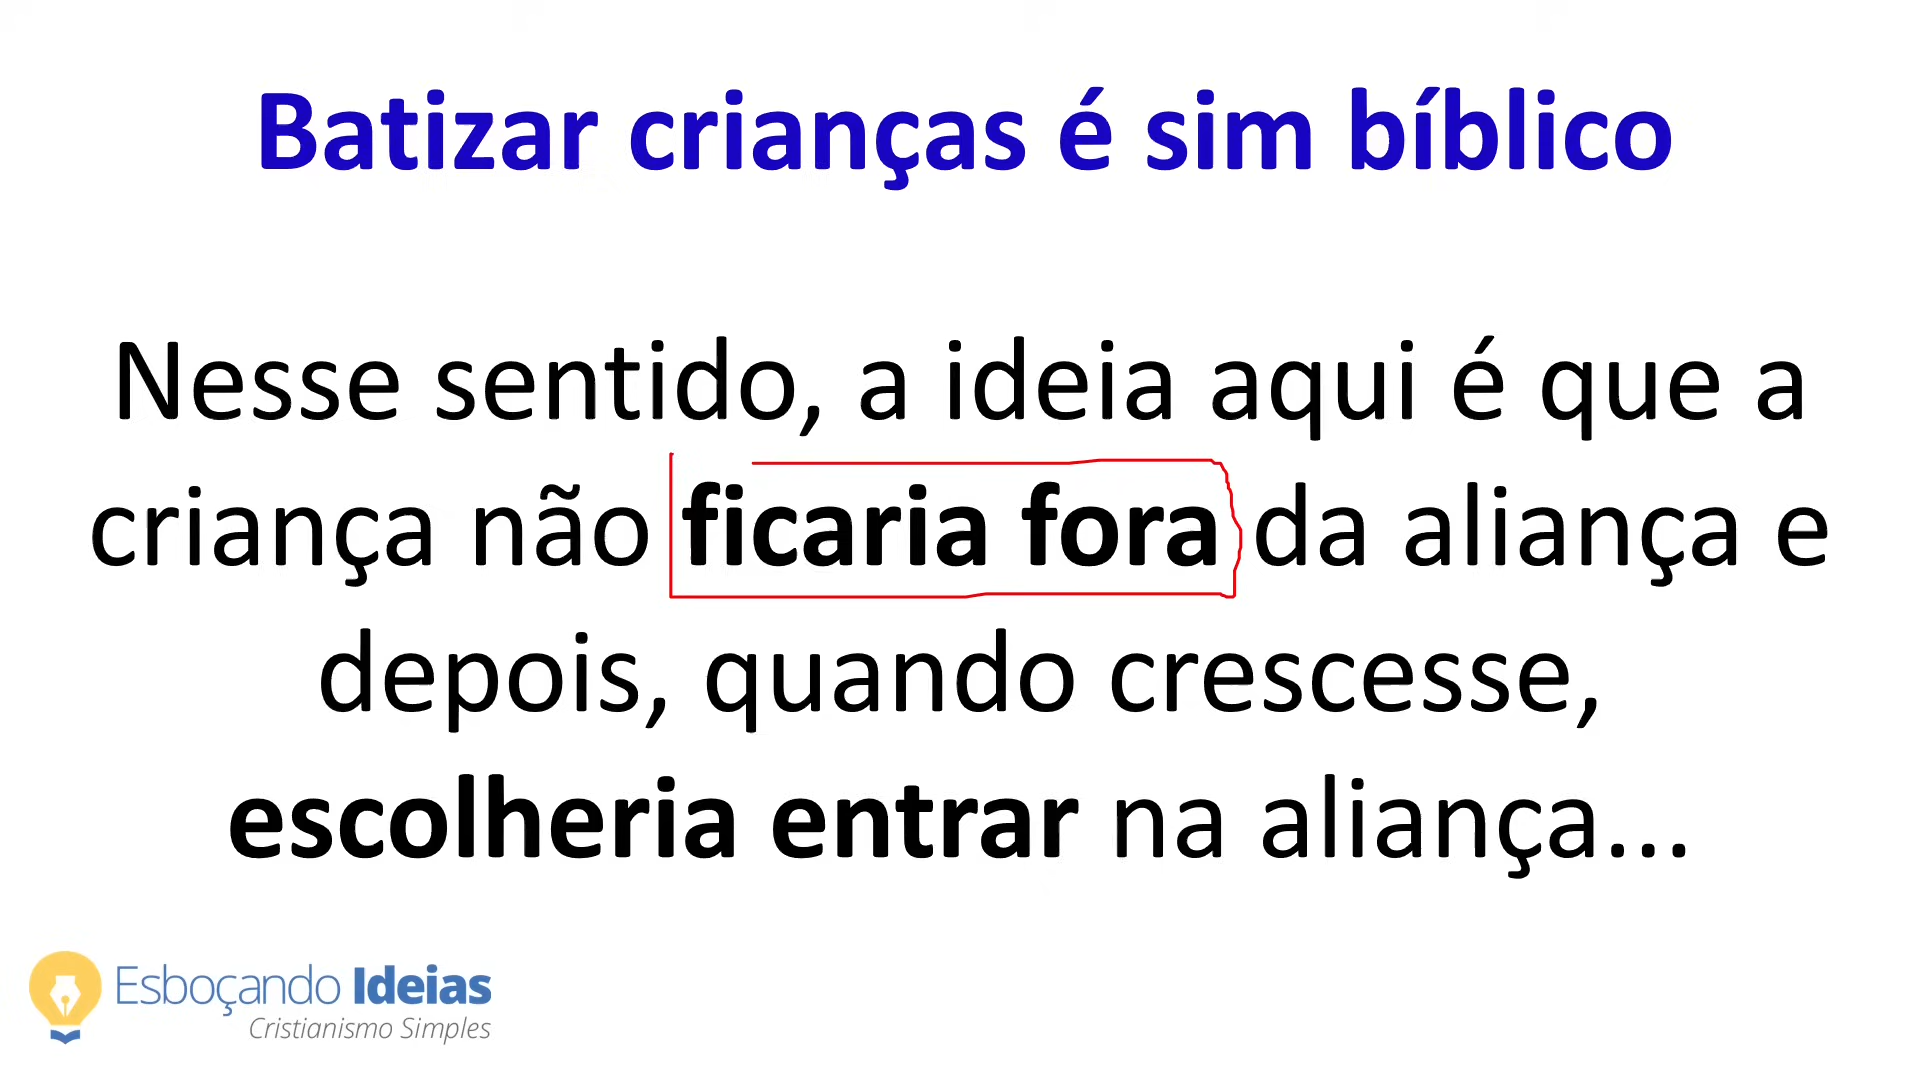 Batizar crianças é sim bíblico
Nesse sentido, a ideia aqui é que a
criança não ficaria fora da aliança e
depois, quando crescesse,
escolheria entrar na aliança...
Esboçando Ideias
Cristianismo Simples